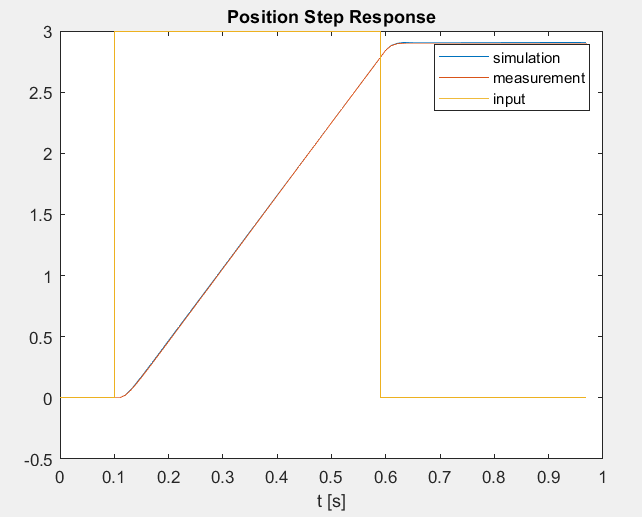 Position Step Response
3
simulation
measurement
input
2.5
2
1.5
1
0.5
0
-0.5
0 0.1 0.2 0.3 0.4 0.5 0.6 0.7 0.8 0.9 1
t [s]